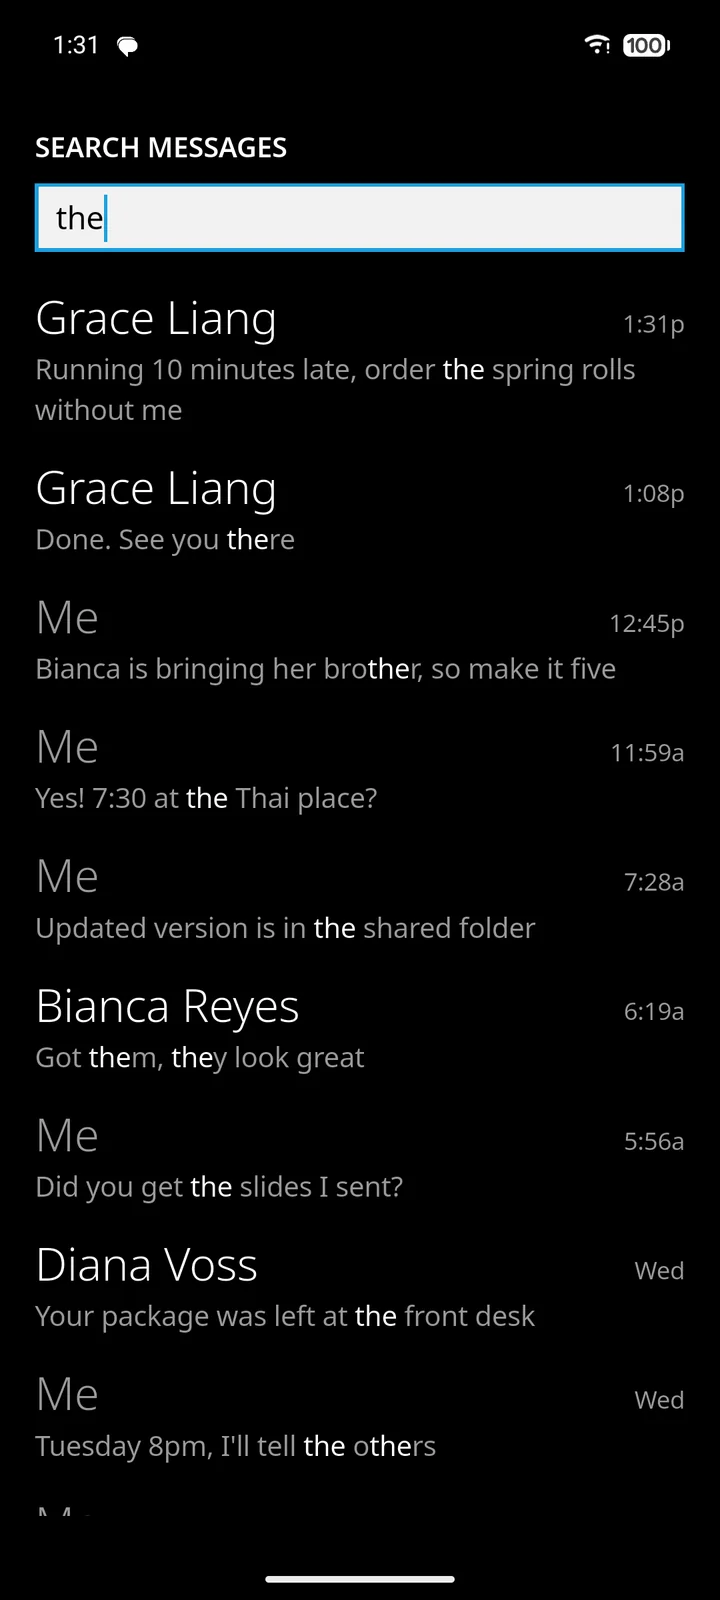 1:31
100
SEARCH MESSAGES
the
Grace Liang
1:31p
Running 10 minutes late, order the spring rolls
without me
Grace Liang
1:08p
Done. See you there
Me
12:45p
Bianca is bringing her brother, so make it five
Me
11:59a
Yes! 7:30 at the Thai place?
Me
7:28a
Updated version is in the shared folder
Bianca Reyes
6:19a
Got them, they look great
Me
5:56a
Did you get the slides I sent?
Diana Voss
Wed
Your package was left at the front desk
Me
Wed
Tuesday 8pm, I'll tell the others